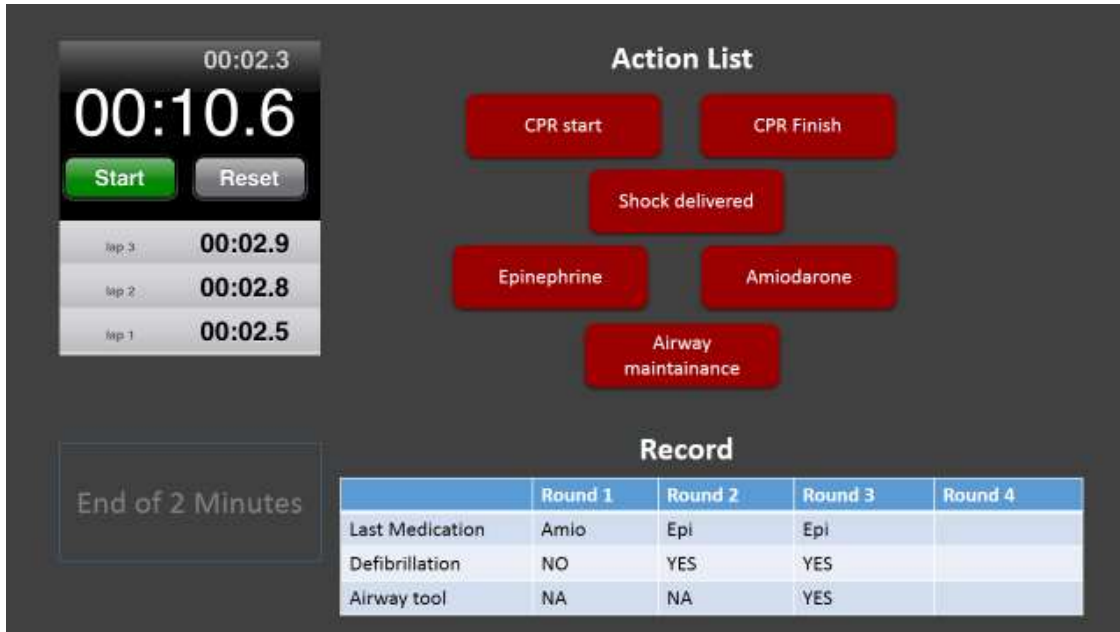 00:02.3
00:10.6
Start Reset
lap 3 00:02.9
lap 2 00:02.8
lap 1 00:02.5
Action List
CPR start CPR Finish
Shock delivered
Epinephrine Amiodarone
Airway
maintainance
End of 2 Minutes
Record
Round 1 Round 2 Round 3 Round 4
Last Medication Amio Epi Epi
Defibrillation NO YES YES
Airway tool NA NA YES